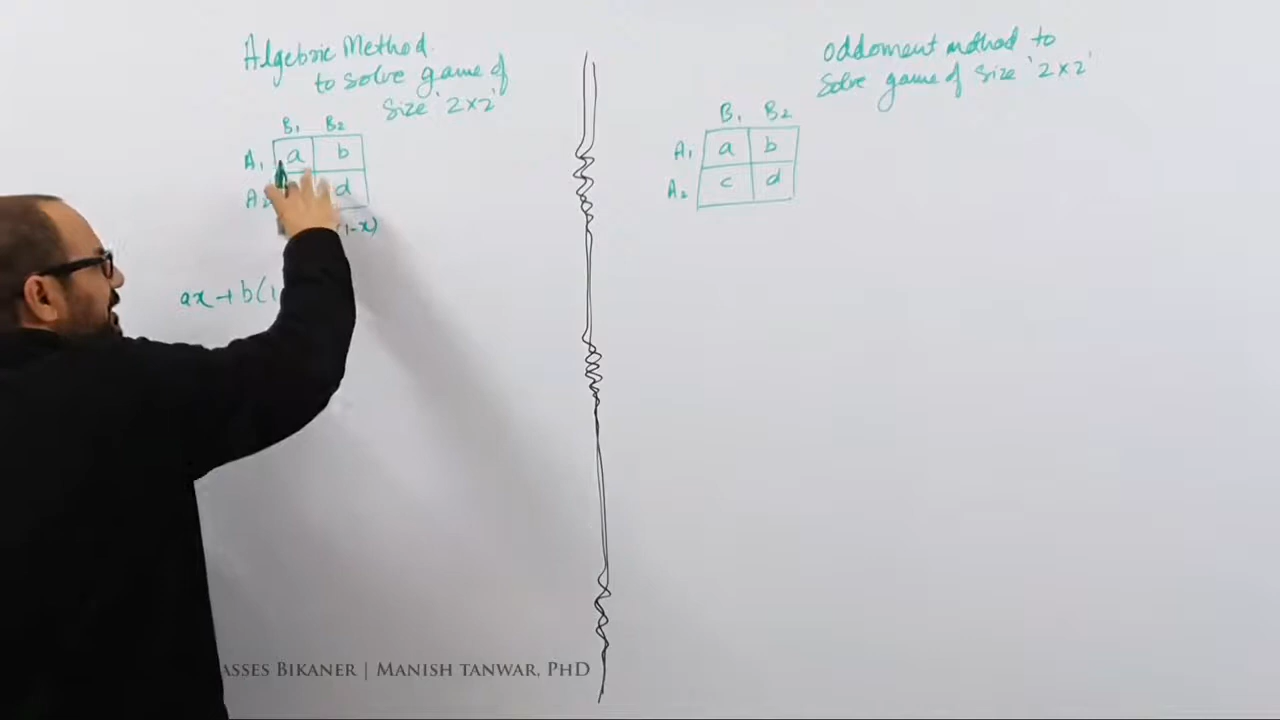 Algebric Method
to solve game of
size '2×2'
B₁ B₂
A₁ a b
A₂ d
(1-x)
ax + b(1
oddoment method to
solve game of size '2×2'
B₁ B₂
A₁ a b
A₂ c d
ASSES BIKANER | MANISH TANWAR, PHD